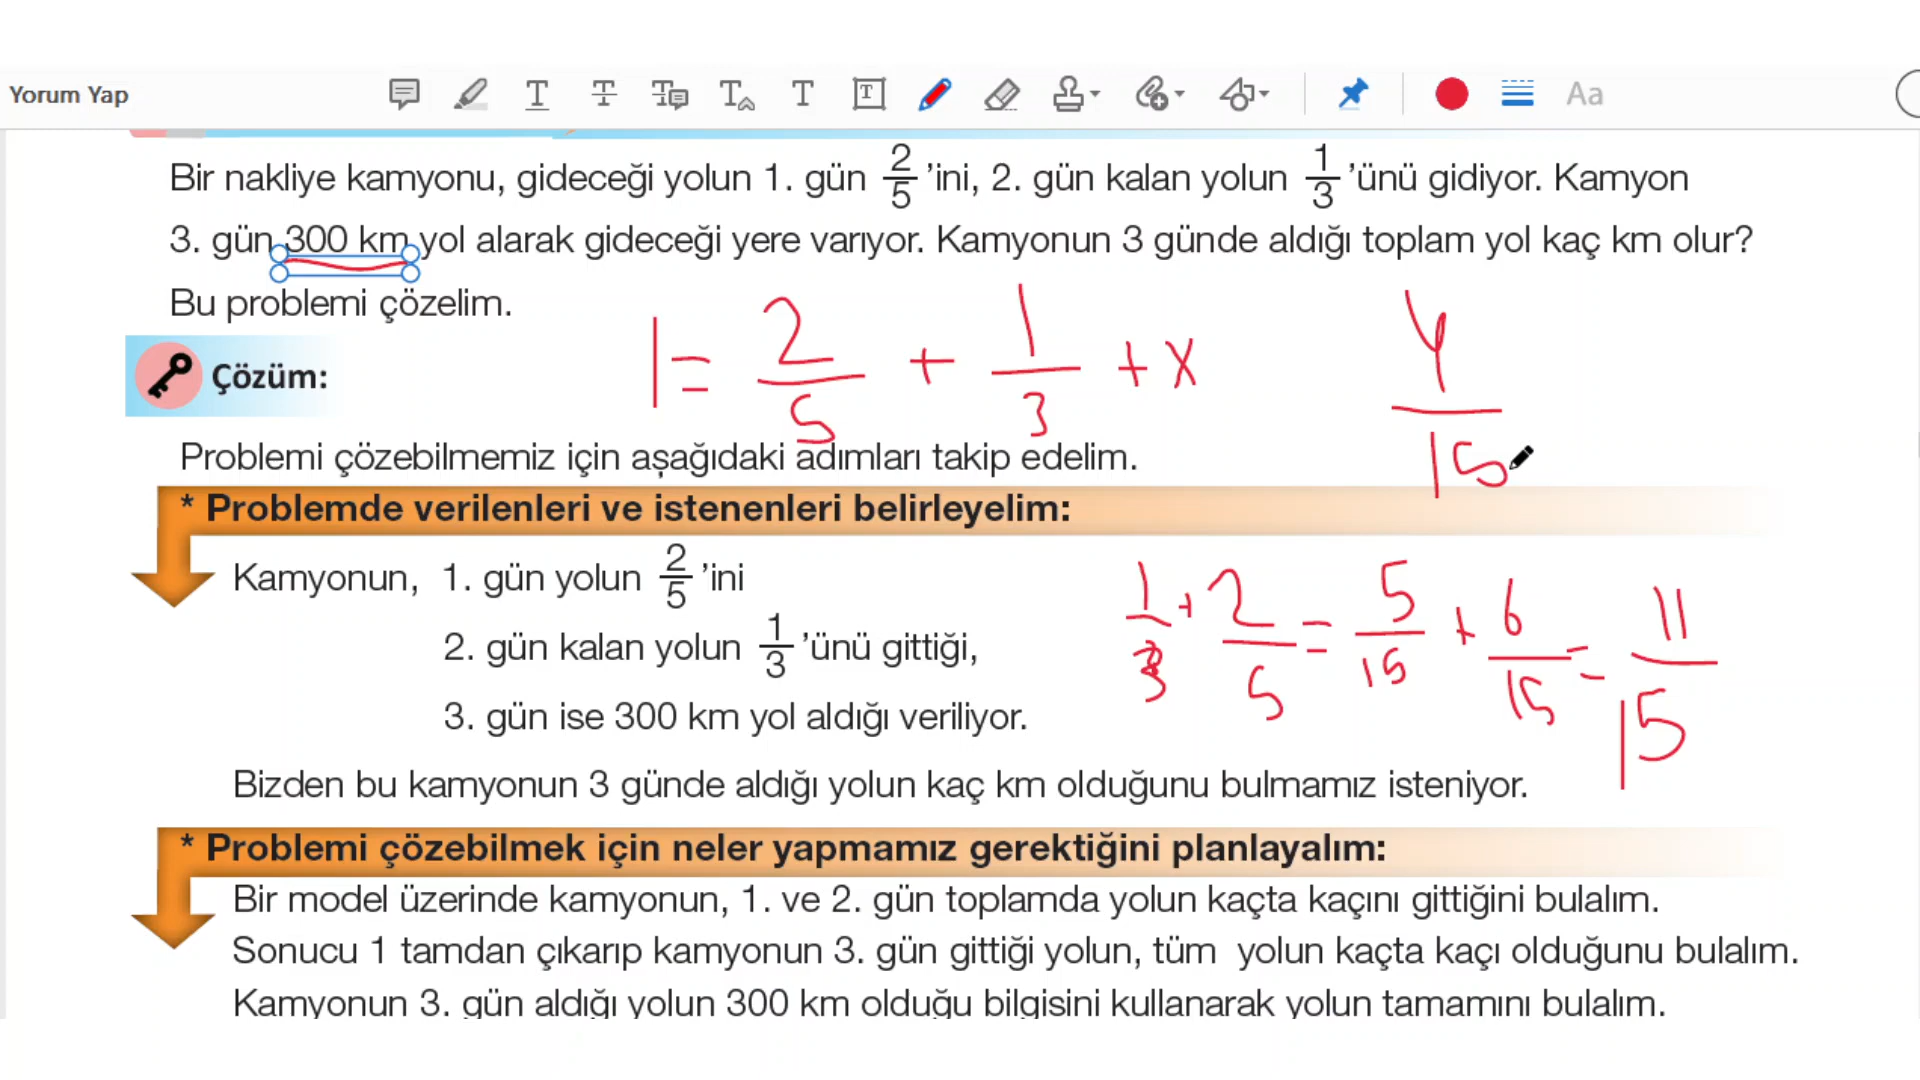 Yorum Yap
Aa
Bir nakliye kamyonu, gideceği yolun 1. gün 2/5 'ini, 2. gün kalan yolun 1/3 'ünü gidiyor. Kamyon
3. gün 300 km yol alarak gideceği yere varıyor. Kamyonun 3 günde aldığı toplam yol kaç km olur?
Bu problemi çözelim.
1 = 2/5 + 1/3 + x
4/15
Çözüm:
Problemi çözebilmemiz için aşağıdaki adımları takip edelim.
* Problemde verilenleri ve istenenleri belirleyelim:
Kamyonun, 1. gün yolun 2/5 'ini
2. gün kalan yolun 1/3 'ünü gittiği,
3. gün ise 300 km yol aldığı veriliyor.
1/3 + 2/5 = 5/15 + 6/15 = 11/15
Bizden bu kamyonun 3 günde aldığı yolun kaç km olduğunu bulmamız isteniyor.
* Problemi çözebilmek için neler yapmamız gerektiğini planlayalım:
Bir model üzerinde kamyonun, 1. ve 2. gün toplamda yolun kaçta kaçını gittiğini bulalım.
Sonucu 1 tamdan çıkarıp kamyonun 3. gün gittiği yolun, tüm yolun kaçta kaçı olduğunu bulalım.
Kamyonun 3. gün aldığı yolun 300 km olduğu bilgisini kullanarak yolun tamamını bulalım.